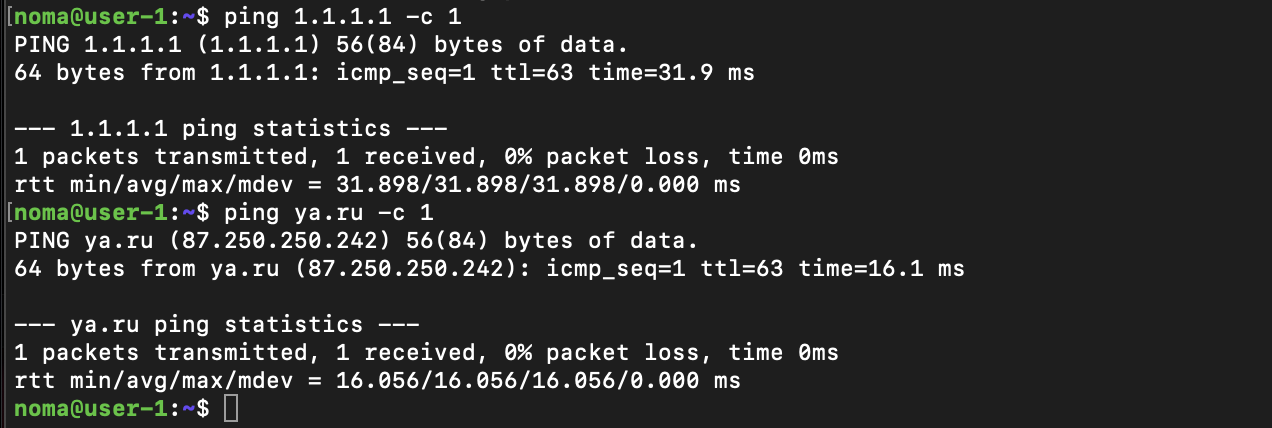 [noma@user-1:~$ ping 1.1.1.1 -c 1
PING 1.1.1.1 (1.1.1.1) 56(84) bytes of data.
64 bytes from 1.1.1.1: icmp_seq=1 ttl=63 time=31.9 ms

--- 1.1.1.1 ping statistics ---
1 packets transmitted, 1 received, 0% packet loss, time 0ms
rtt min/avg/max/mdev = 31.898/31.898/31.898/0.000 ms
[noma@user-1:~$ ping ya.ru -c 1
PING ya.ru (87.250.250.242) 56(84) bytes of data.
64 bytes from ya.ru (87.250.250.242): icmp_seq=1 ttl=63 time=16.1 ms

--- ya.ru ping statistics ---
1 packets transmitted, 1 received, 0% packet loss, time 0ms
rtt min/avg/max/mdev = 16.056/16.056/16.056/0.000 ms
noma@user-1:~$